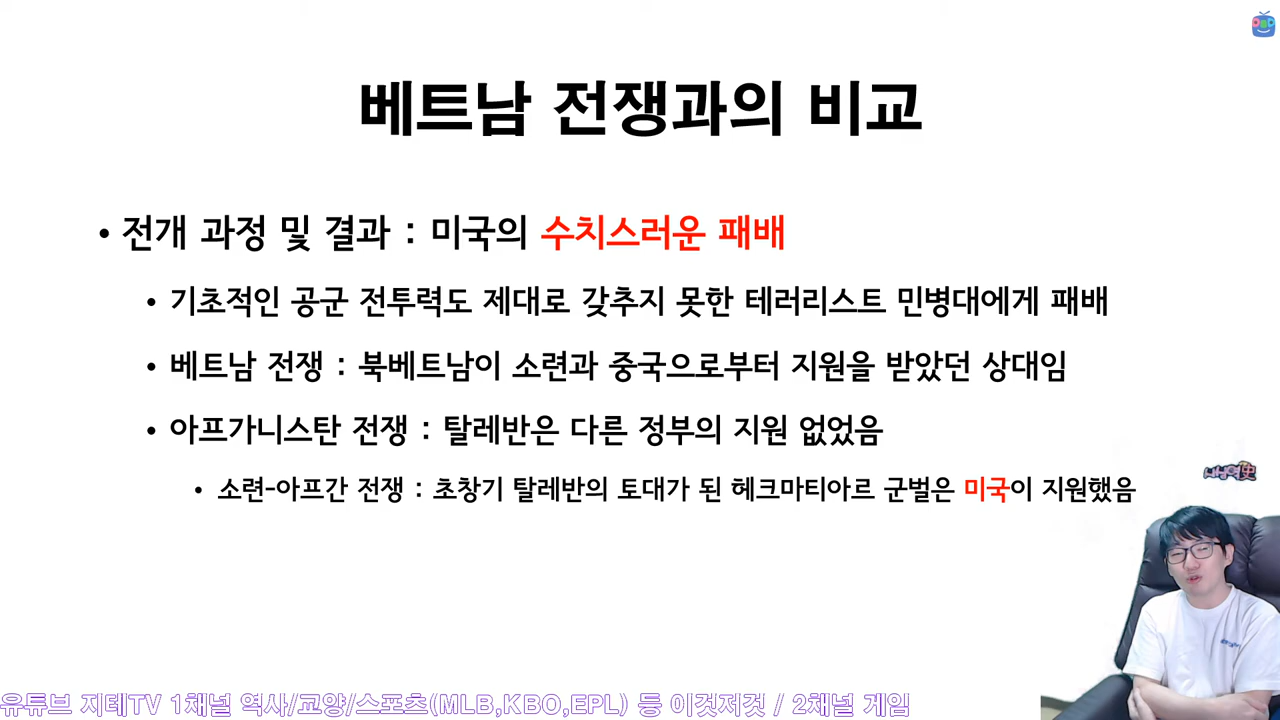 베트남 전쟁과의 비교
• 전개 과정 및 결과 : 미국의 수치스러운 패배
• 기초적인 공군 전투력도 제대로 갖추지 못한 테러리스트 민병대에게 패배
• 베트남 전쟁 : 북베트남이 소련과 중국으로부터 지원을 받았던 상대임
• 아프가니스탄 전쟁 : 탈레반은 다른 정부의 지원 없었음
• 소련-아프간 전쟁 : 초창기 탈레반의 토대가 된 헤크마티아르 군벌은 미국이 지원했음
유튜브 지테TV 1채널 역사/교양/스포츠(MLB,KBO,EPL) 등 이것저것 / 2채널 게임